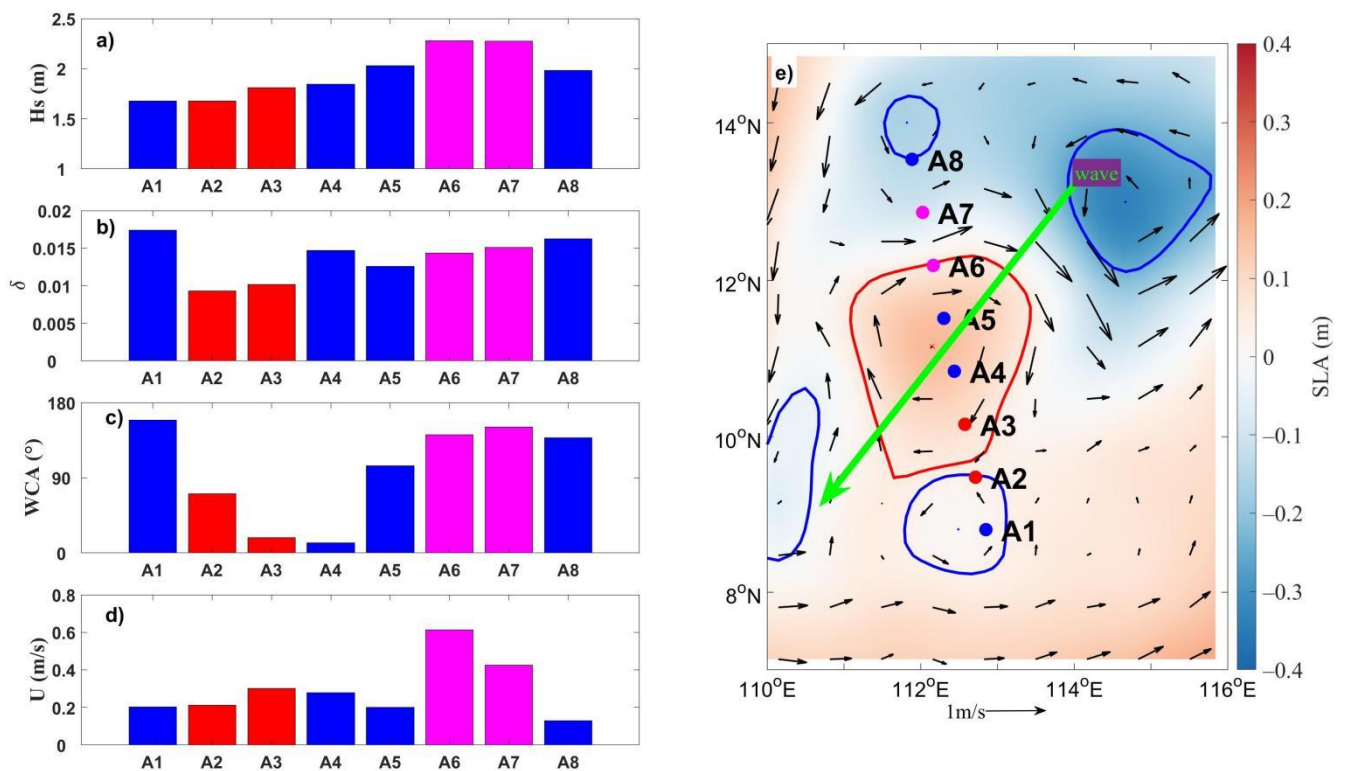 a)
Hs (m)
2.5
2
1.5
1
A1 A2 A3 A4 A5 A6 A7 A8
b)
δ
0.02
0.015
0.01
0.005
0
A1 A2 A3 A4 A5 A6 A7 A8
c)
WCA (°)
180
90
0
A1 A2 A3 A4 A5 A6 A7 A8
d)
U (m/s)
0.8
0.6
0.4
0.2
0
A1 A2 A3 A4 A5 A6 A7 A8
e)
14°N
12°N
10°N
8°N
A8
wave
A7
A6
A5
A4
A3
A2
A1
110°E 112°E 114°E 116°E
1m/s
0.4
0.3
0.2
0.1
0
–0.1
–0.2
–0.3
–0.4
SLA (m)